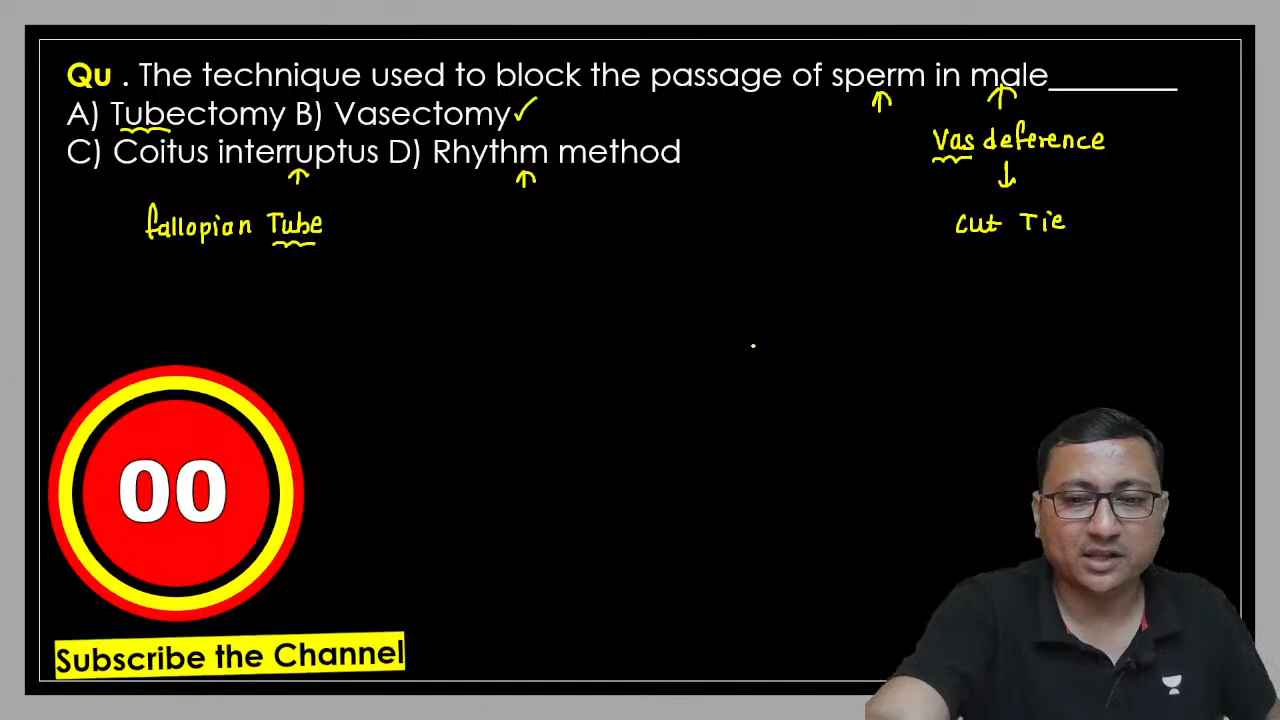 Qu . The technique used to block the passage of sperm in male________
A) Tubectomy B) Vasectomy✓
C) Coitus interruptus D) Rhythm method
Vas deference
↓
Cut Tie
fallopian Tube
00
Subscribe the Channel